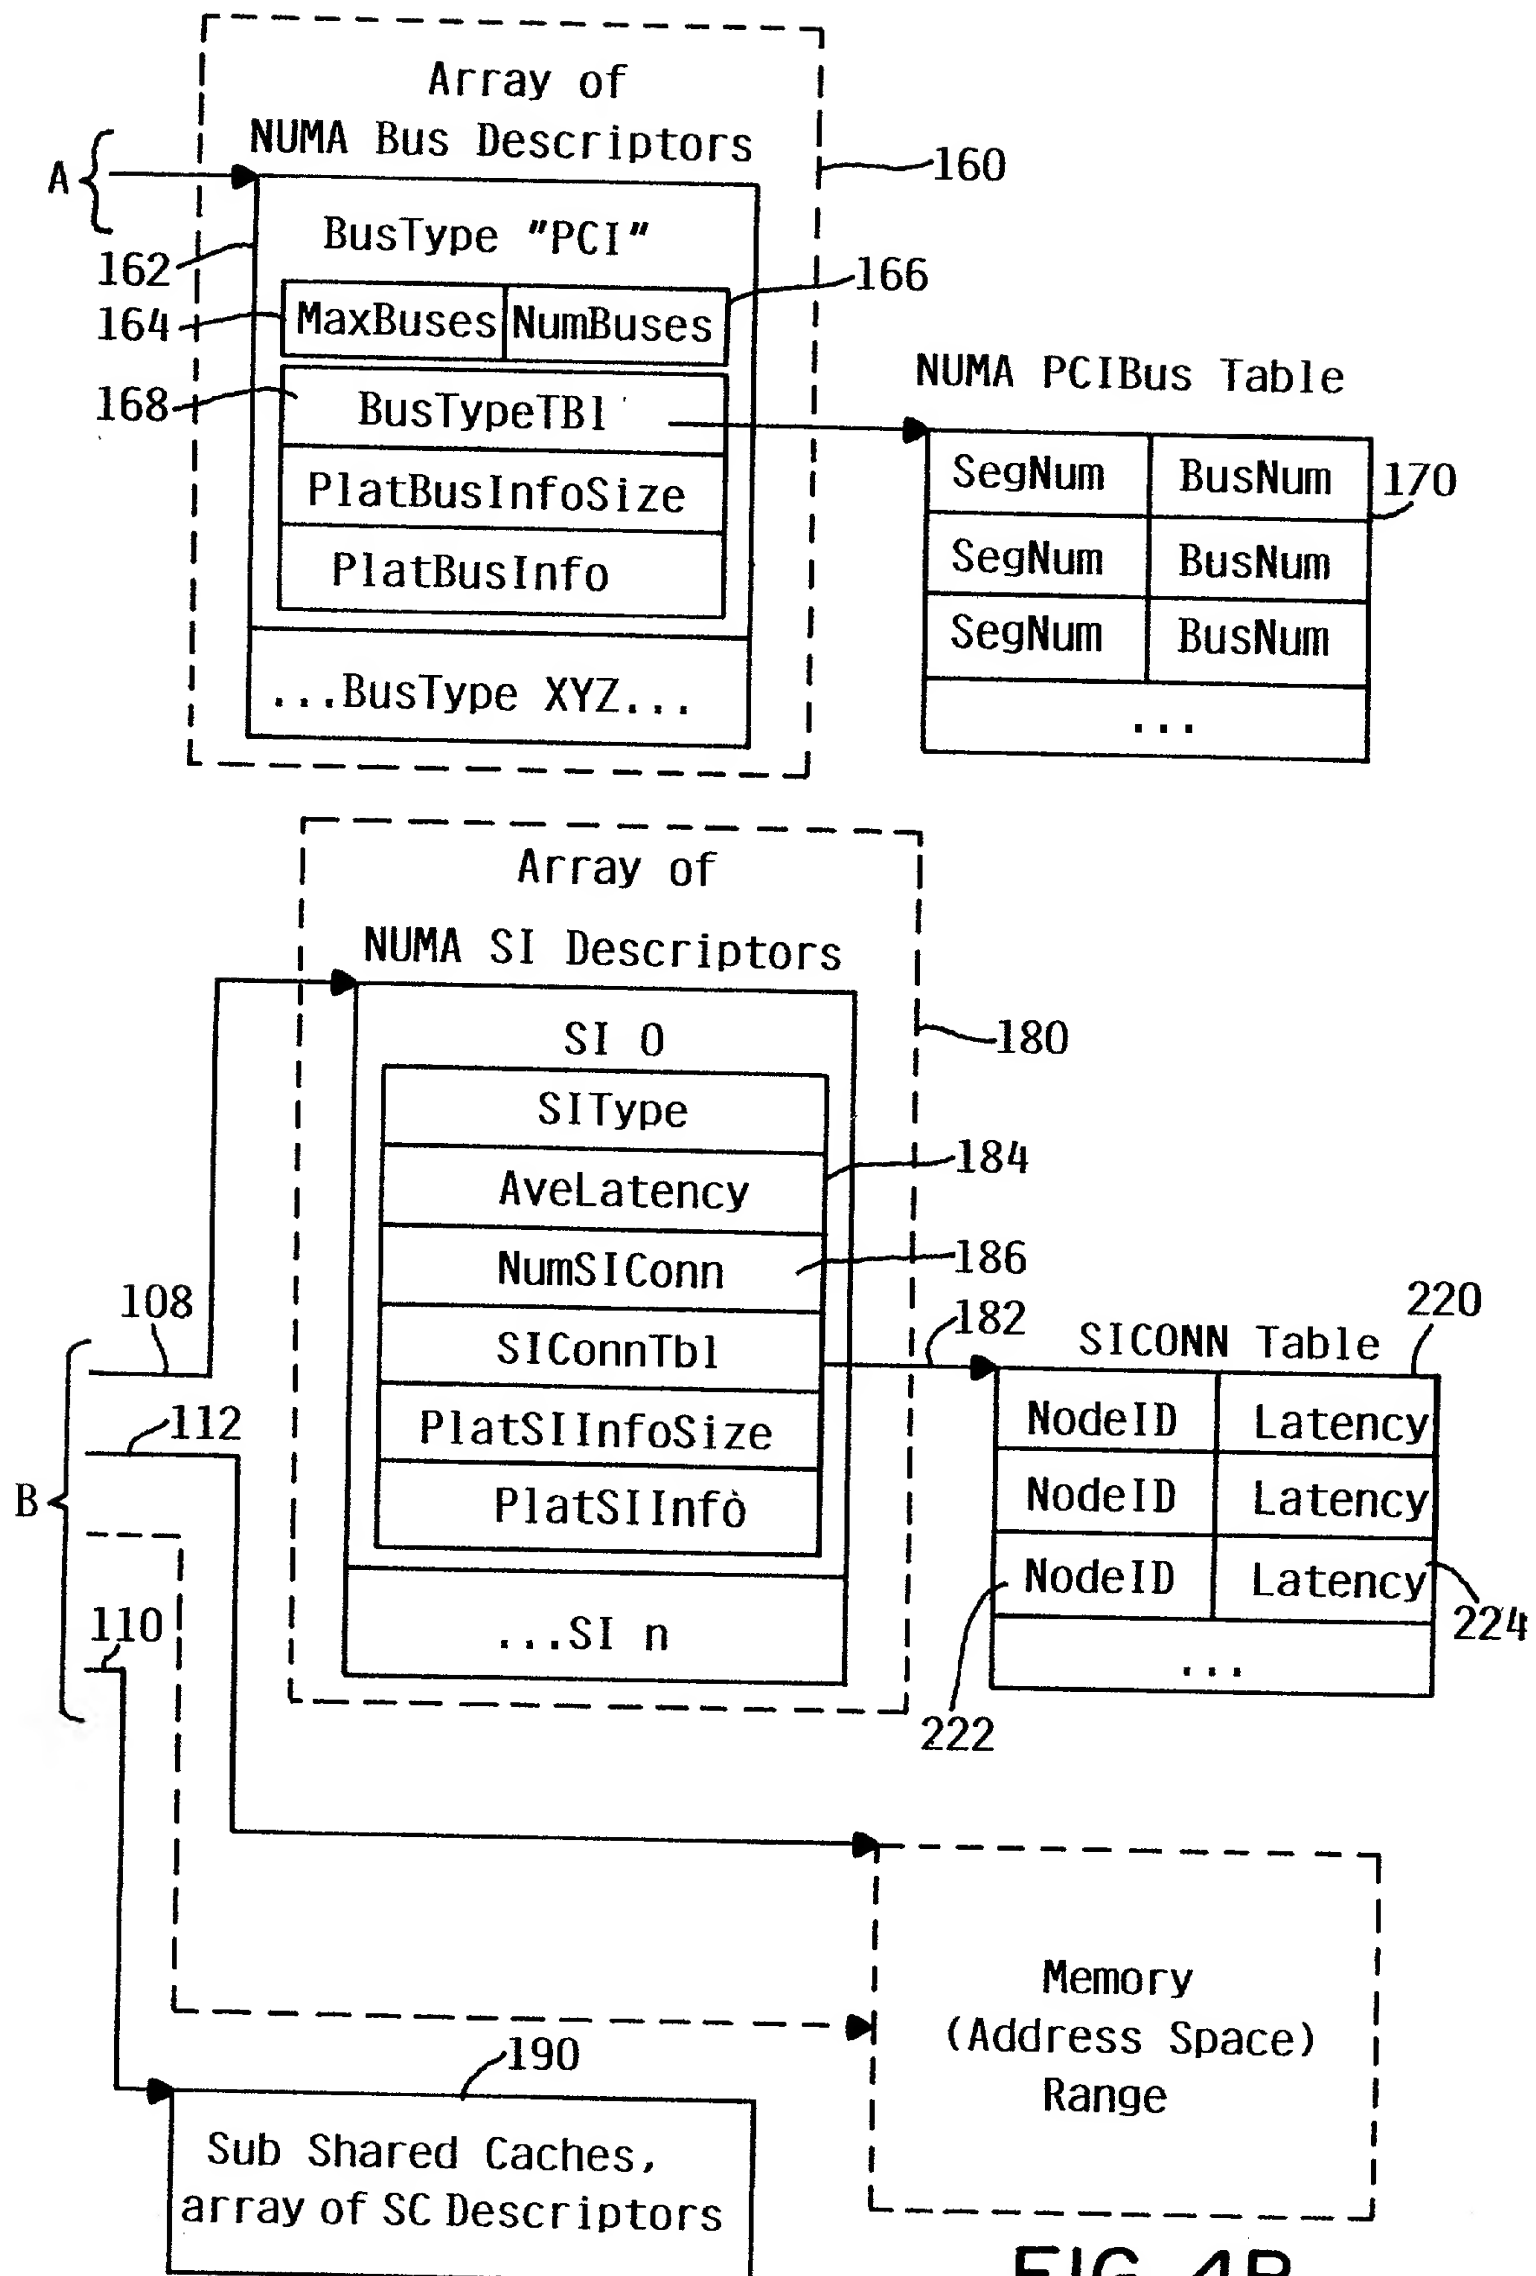 Array of
NUMA Bus Descriptors
160
A
BusType "PCI"
162
166
MaxBuses NumBuses
164
NUMA PCIBus Table
168
BusTypeTBl
SegNum BusNum
170
PlatBusInfoSize
SegNum BusNum
PlatBusInfo
SegNum BusNum
...BusType XYZ...
...
Array of
NUMA SI Descriptors
SI 0
180
SIType
184
AveLatency
186
NumSIConn
108
182
220
SICONN Table
SIConnTbl
112
NodeID Latency
PlatSIInfoSize
B
NodeID Latency
PlatSIInfo
NodeID Latency
110
224
...SI n
...
222
Memory
(Address Space)
Range
190
Sub Shared Caches,
array of SC Descriptors
FIG. 4B